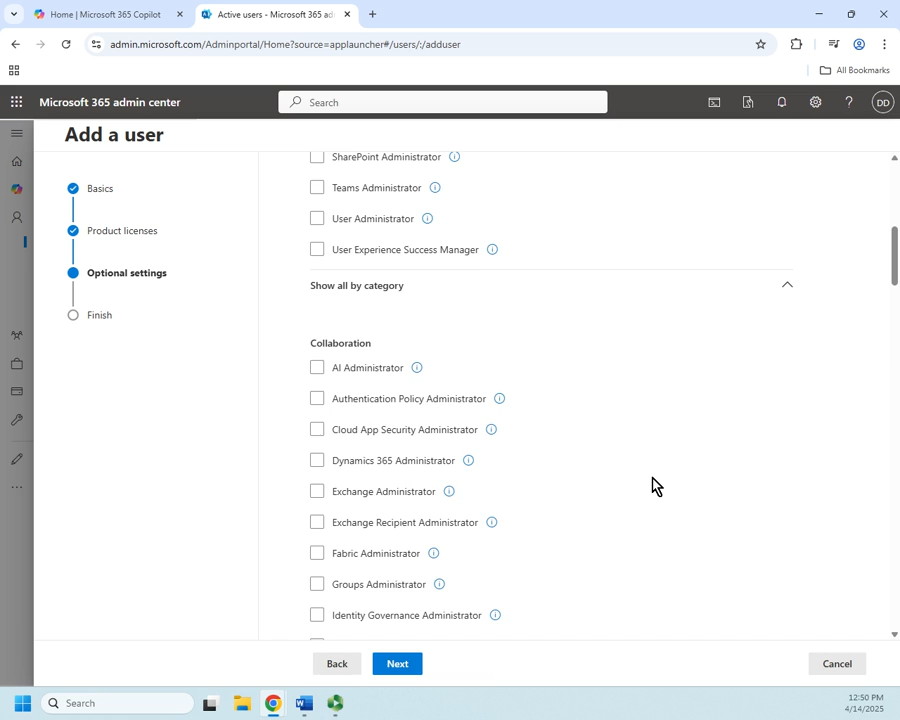 Home | Microsoft 365 Copilot
Active users - Microsoft 365 ad
admin.microsoft.com/Adminportal/Home?source=applauncher#/users/:/adduser
All Bookmarks
Microsoft 365 admin center
Search
DD
Add a user
Basics
Product licenses
Optional settings
Finish
SharePoint Administrator
Teams Administrator
User Administrator
User Experience Success Manager
Show all by category
Collaboration
AI Administrator
Authentication Policy Administrator
Cloud App Security Administrator
Dynamics 365 Administrator
Exchange Administrator
Exchange Recipient Administrator
Fabric Administrator
Groups Administrator
Identity Governance Administrator
Back
Next
Cancel
Search
12:50 PM
4/14/2025